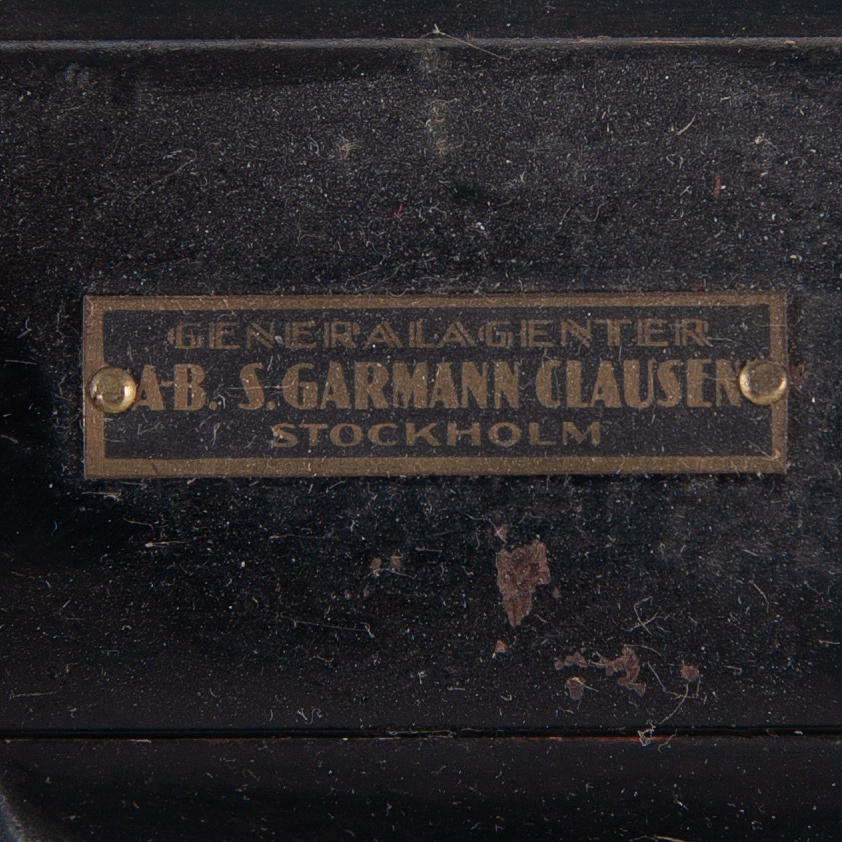 GENERALAGENTER
A-B. S. GARMANN CLAUSEN
STOCKHOLM